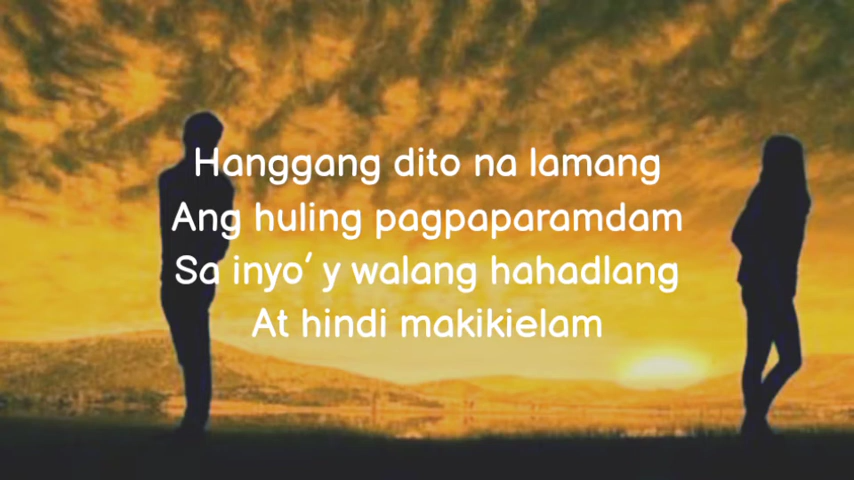 Hanggang dito na lamang
Ang huling pagpaparamdam
Sa inyo’ y walang hahadlang
At hindi makikielam